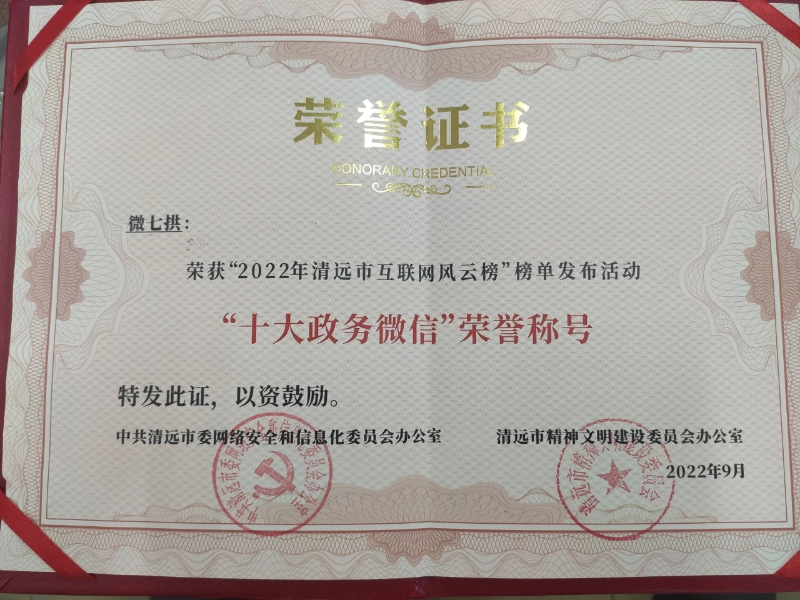 荣誉证书
HONORARY CREDENTIAL
微七拱：
荣获“2022年清远市互联网风云榜”榜单发布活动
“十大政务微信”荣誉称号
特发此证，以资鼓励。
中共清远市委网络安全和信息化委员会办公室
清远市精神文明建设委员会办公室
2022年9月